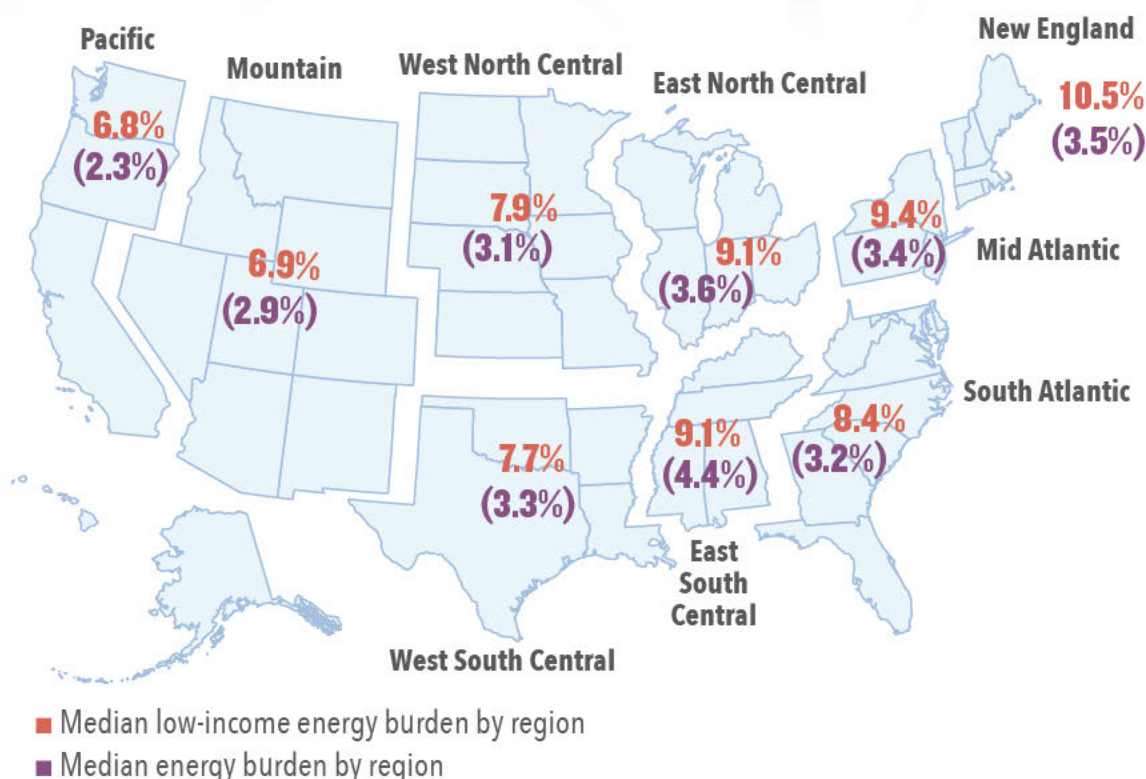 New England
10.5%
(3.5%)
Pacific
6.8%
(2.3%)
Mountain
6.9%
(2.9%)
West North Central
7.9%
(3.1%)
East North Central
9.1%
(3.6%)
9.4%
(3.4%)
Mid Atlantic
South Atlantic
8.4%
(3.2%)
9.1%
(4.4%)
East
South
Central
7.7%
(3.3%)
West South Central
Median low-income energy burden by region
Median energy burden by region